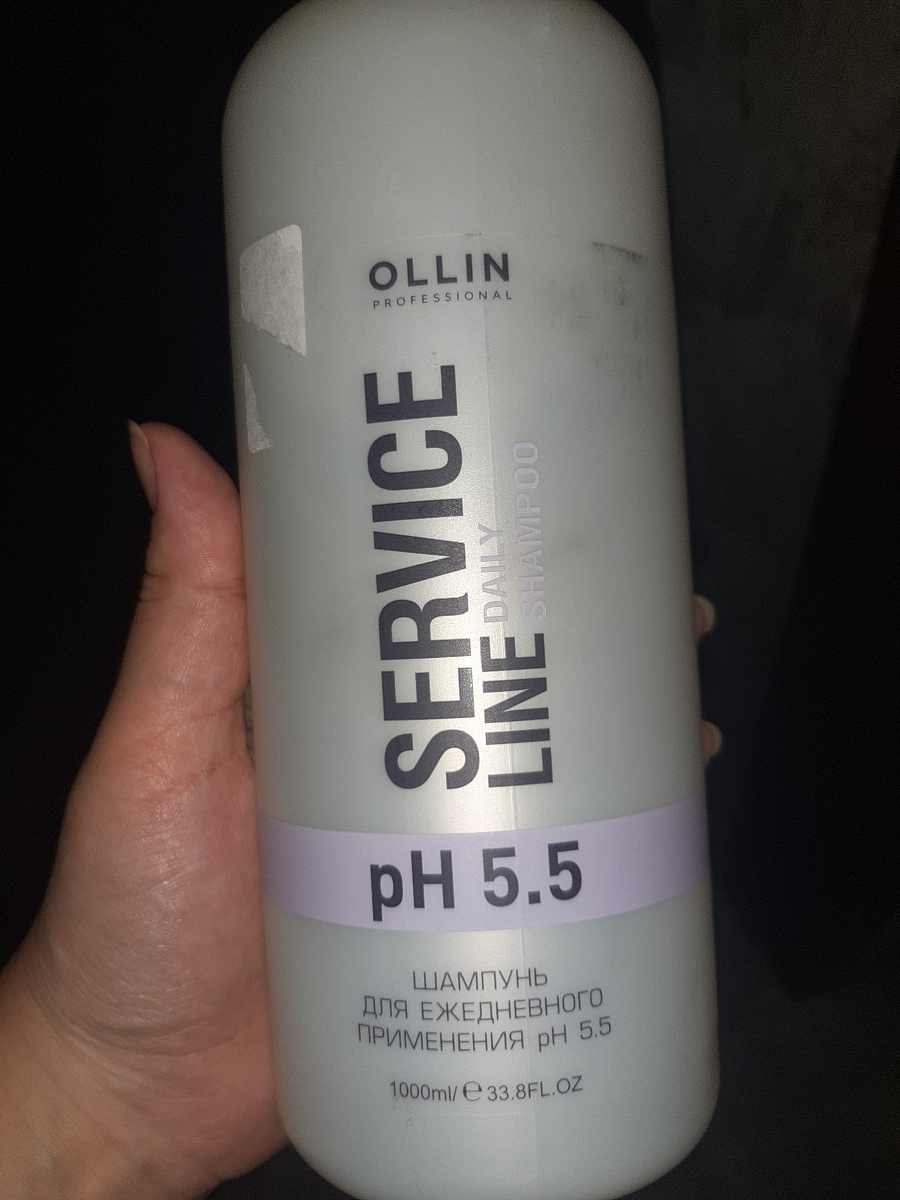 OLLIN
PROFESSIONAL
SERVICE
LINE
DAILY
SHAMPOO
pH 5.5
ШАМПУНЬ
ДЛЯ ЕЖЕДНЕВНОГО
ПРИМЕНЕНИЯ pH 5.5
1000ml/ ℮ 33.8FL.OZ